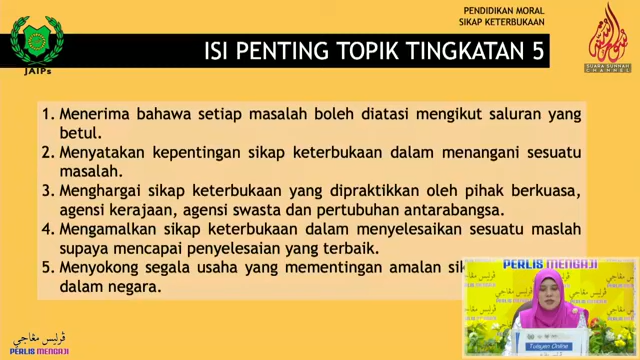 PENDIDIKAN MORAL
SIKAP KETERBUKAAN
ISI PENTING TOPIK TINGKATAN 5
JAIPs
SUARA SUNNAH
CHANNEL
1. Menerima bahawa setiap masalah boleh diatasi mengikut saluran yang
betul.
2. Menyatakan kepentingan sikap keterbukaan dalam menangani sesuatu
masalah.
3. Menghargai sikap keterbukaan yang dipraktikkan oleh pihak berkuasa,
agensi kerajaan, agensi swasta dan pertubuhan antarabangsa.
4. Mengamalkan sikap keterbukaan dalam menyelesaikan sesuatu maslah
supaya mencapai penyelesaian yang terbaik.
5. Menyokong segala usaha yang mementingan amalan
dalam negara.
PERLIS MENGAJI
Tuisyen Online
ڤرليس مڠاجي
PERLIS MENGAJI